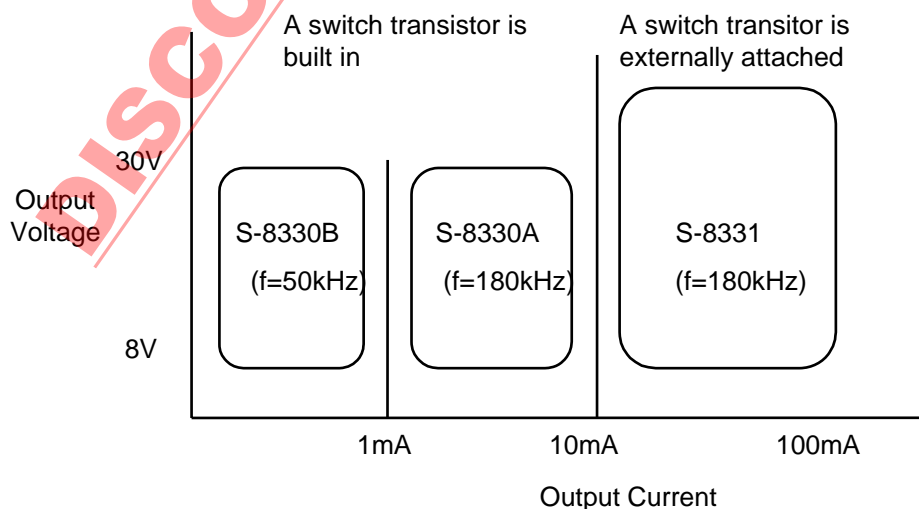 A switch transistor is
built in
A switch transitor is
externally attached
30V
Output
Voltage
8V
S-8330B
(f=50kHz)
S-8330A
(f=180kHz)
S-8331
(f=180kHz)
1mA
10mA
100mA
Output Current
DISCO